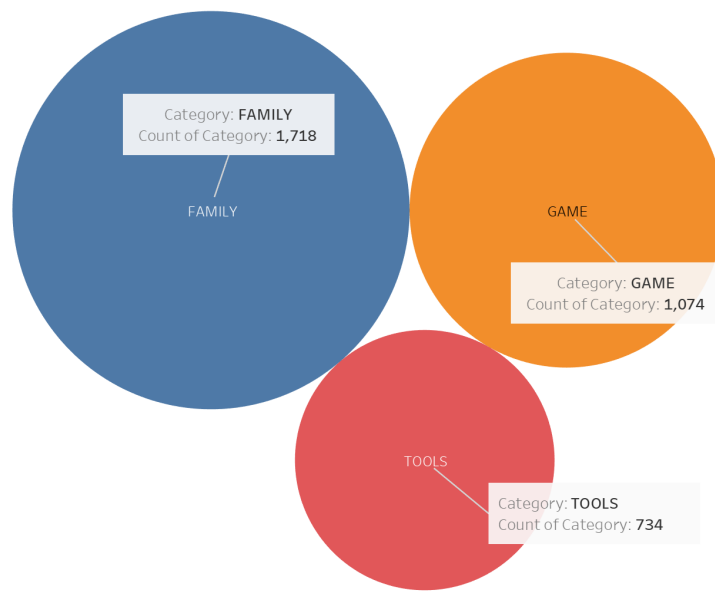 Category: FAMILY
Count of Category: 1,718
FAMILY
GAME
Category: GAME
Count of Category: 1,074
TOOLS
Category: TOOLS
Count of Category: 734